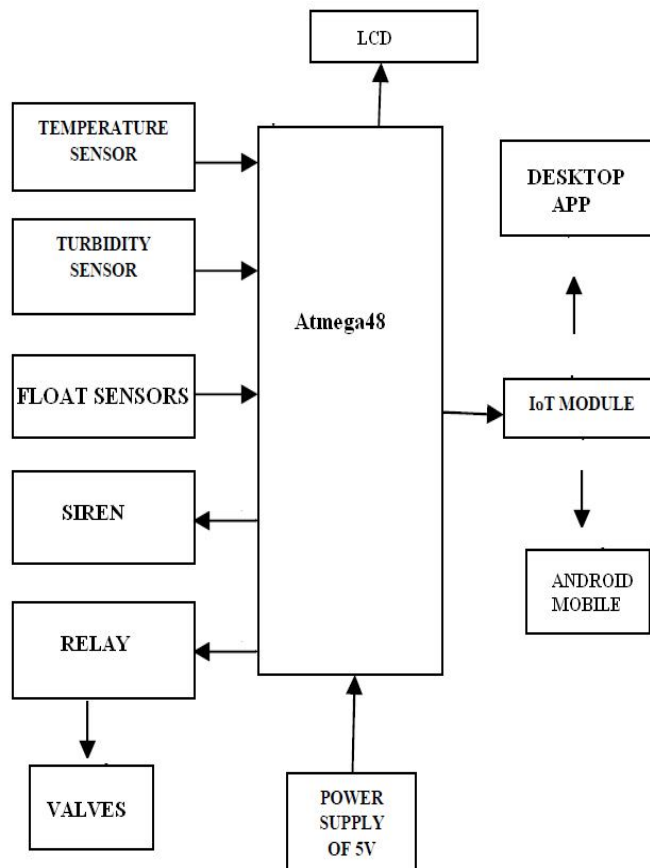 LCD
TEMPERATURE
SENSOR
TURBIDITY
SENSOR
FLOAT SENSORS
SIREN
RELAY
VALVES
Atmega48
POWER
SUPPLY
OF 5V
DESKTOP
APP
IoT MODULE
ANDROID
MOBILE